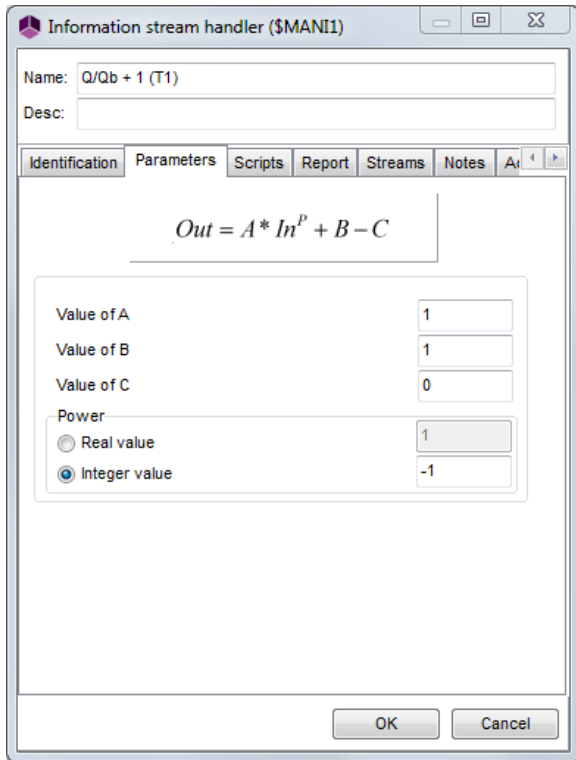 Information stream handler ($MANI1)
Name: Q/Qb + 1 (T1)
Desc:
Identification Parameters Scripts Report Streams Notes
Out = A* In^P + B – C
Value of A 1
Value of B 1
Value of C 0
Power
Real value 1
Integer value -1
OK Cancel